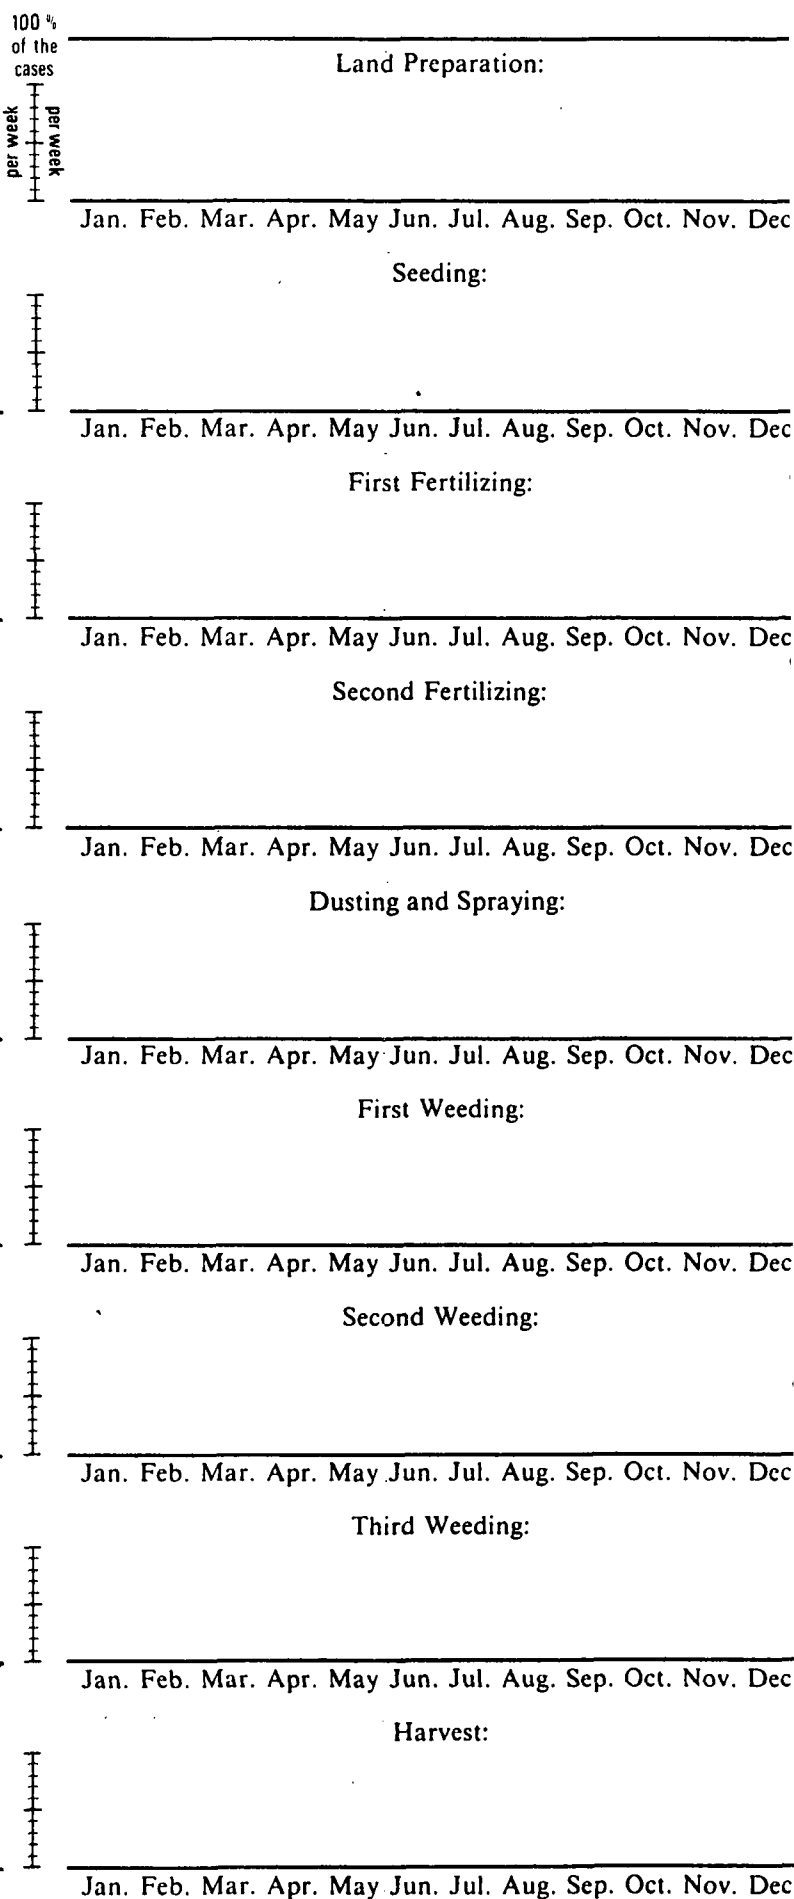 100 %
of the
cases
per week
per week
Land Preparation:
Jan. Feb. Mar. Apr. May Jun. Jul. Aug. Sep. Oct. Nov. Dec
Seeding:
Jan. Feb. Mar. Apr. May Jun. Jul. Aug. Sep. Oct. Nov. Dec
First Fertilizing:
Jan. Feb. Mar. Apr. May Jun. Jul. Aug. Sep. Oct. Nov. Dec
Second Fertilizing:
Jan. Feb. Mar. Apr. May Jun. Jul. Aug. Sep. Oct. Nov. Dec
Dusting and Spraying:
Jan. Feb. Mar. Apr. May Jun. Jul. Aug. Sep. Oct. Nov. Dec
First Weeding:
Jan. Feb. Mar. Apr. May Jun. Jul. Aug. Sep. Oct. Nov. Dec
Second Weeding:
Jan. Feb. Mar. Apr. May Jun. Jul. Aug. Sep. Oct. Nov. Dec
Third Weeding:
Jan. Feb. Mar. Apr. May Jun. Jul. Aug. Sep. Oct. Nov. Dec
Harvest:
Jan. Feb. Mar. Apr. May Jun. Jul. Aug. Sep. Oct. Nov. Dec